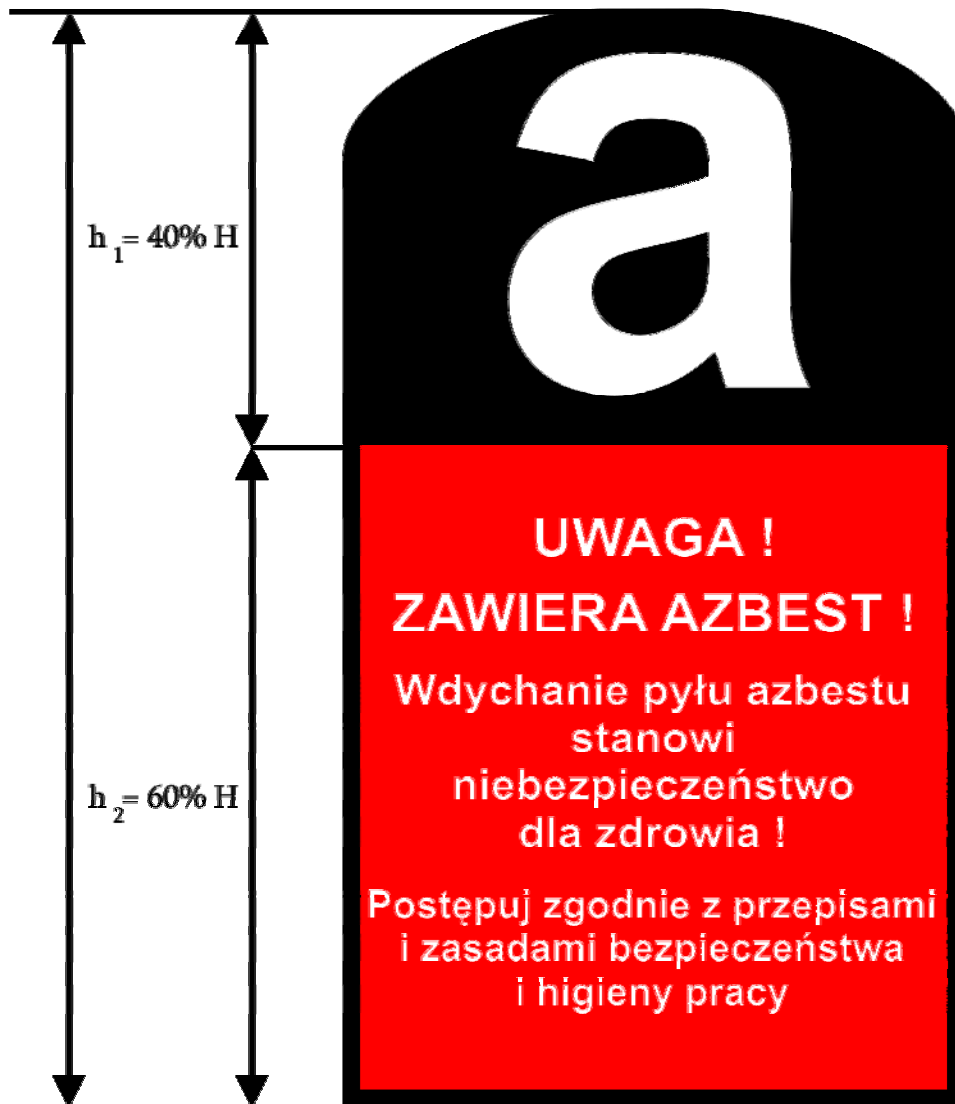 a
h₁= 40% H
UWAGA !
ZAWIERA AZBEST !
Wdychanie pyłu azbestu
stanowi
niebezpieczeństwo
dla zdrowia !
h₂= 60% H
Postępuj zgodnie z przepisami
i zasadami bezpieczeństwa
i higieny pracy